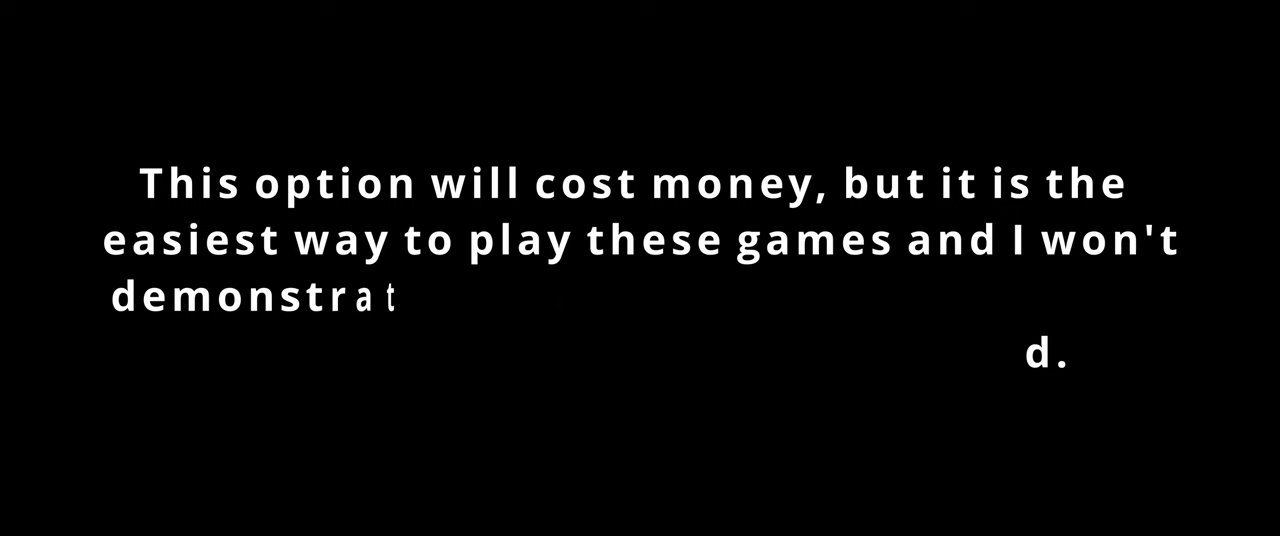 This option will cost money, but it is the
easiest way to play these games and I won't
demonstrat
d.